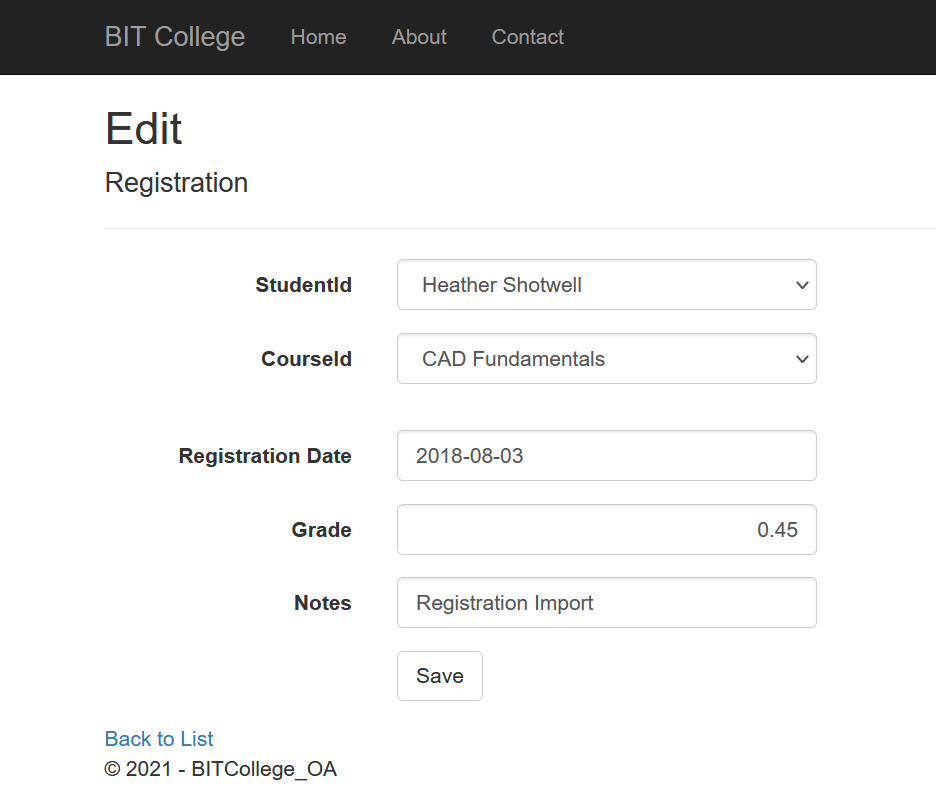 BIT College Home About Contact
Edit
Registration
StudentId Heather Shotwell
CourseId CAD Fundamentals
Registration Date 2018-08-03
Grade 0.45
Notes Registration Import
Save
Back to List
© 2021 - BITCollege_OA